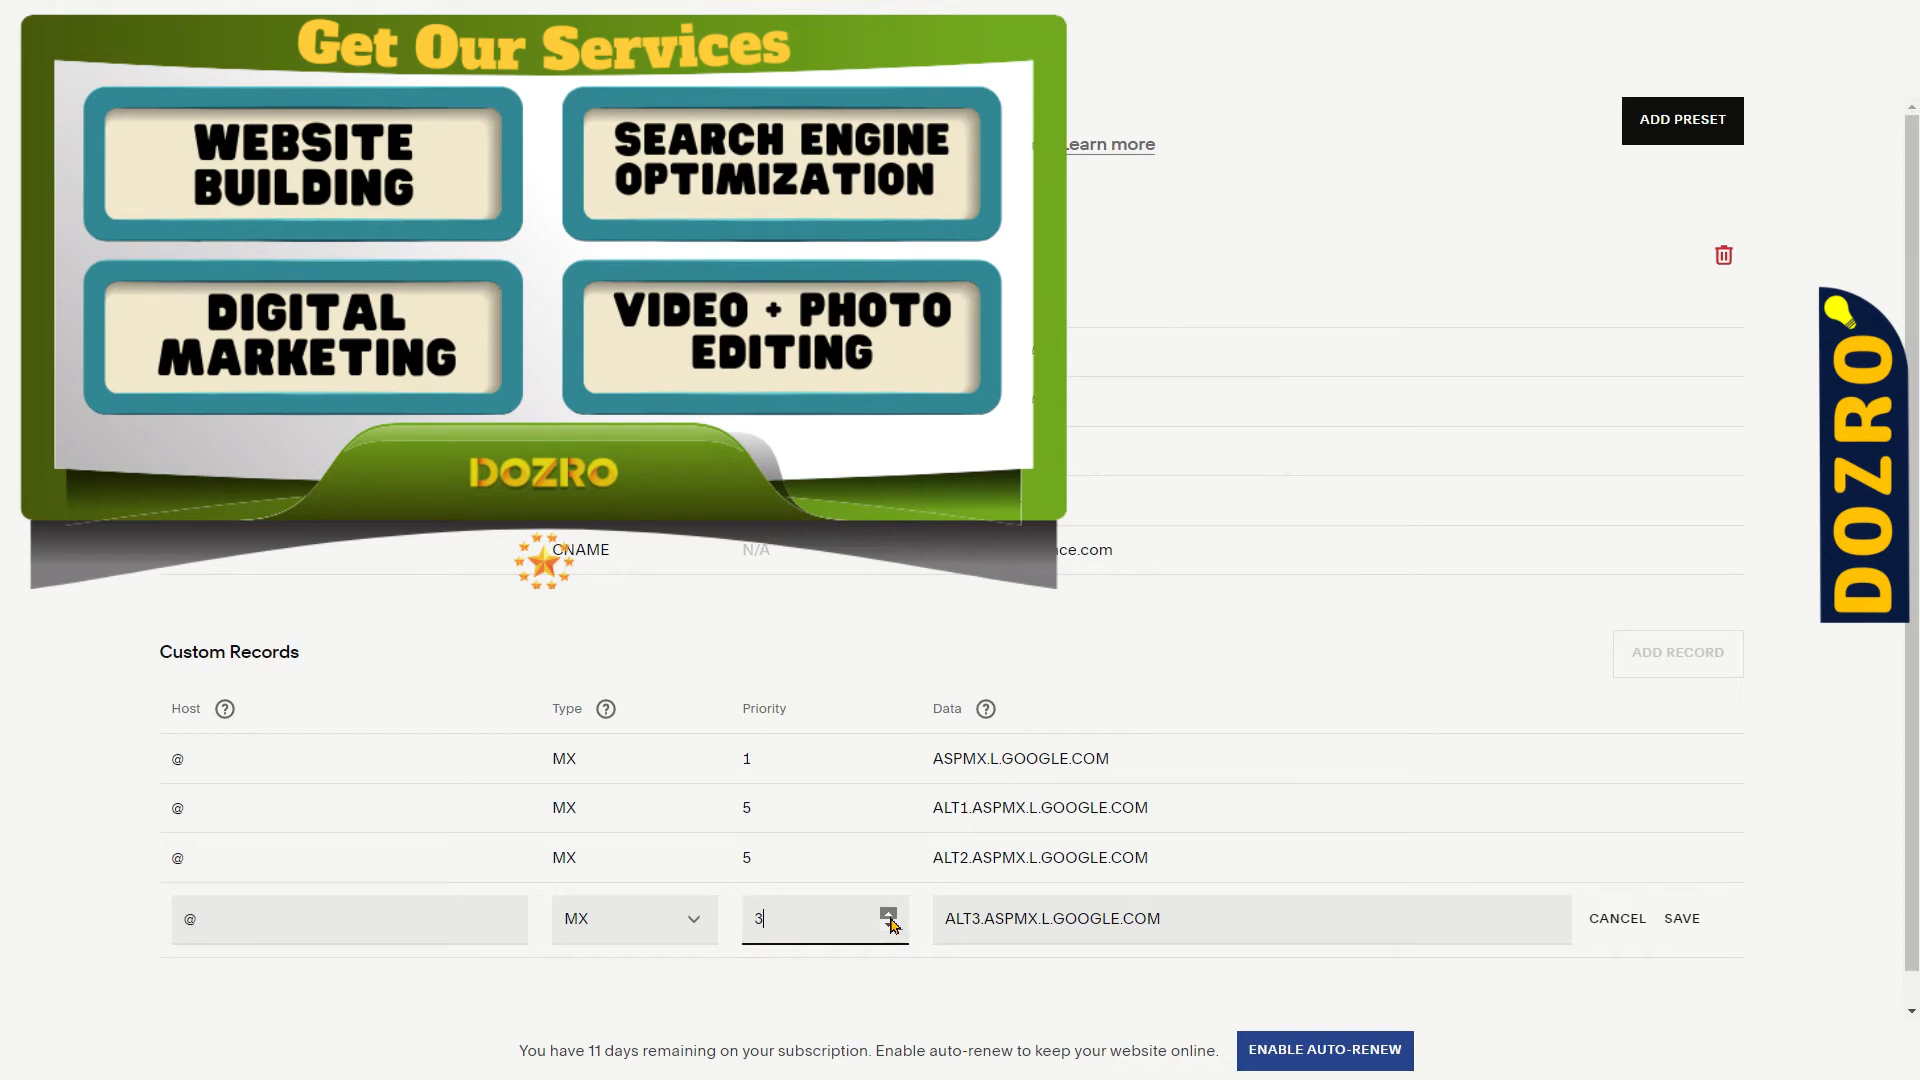 Get Our Services
WEBSITE
BUILDING
SEARCH ENGINE
OPTIMIZATION
DIGITAL
MARKETING
VIDEO + PHOTO
EDITING
DOZRO
Learn more
ADD PRESET
DOZRO
CNAME N/A ce.com
Custom Records
ADD RECORD
Host ? Type ? Priority Data ?
@ MX 1 ASPMX.L.GOOGLE.COM
@ MX 5 ALT1.ASPMX.L.GOOGLE.COM
@ MX 5 ALT2.ASPMX.L.GOOGLE.COM
@ MX 3 ALT3.ASPMX.L.GOOGLE.COM CANCEL SAVE
You have 11 days remaining on your subscription. Enable auto-renew to keep your website online. ENABLE AUTO-RENEW